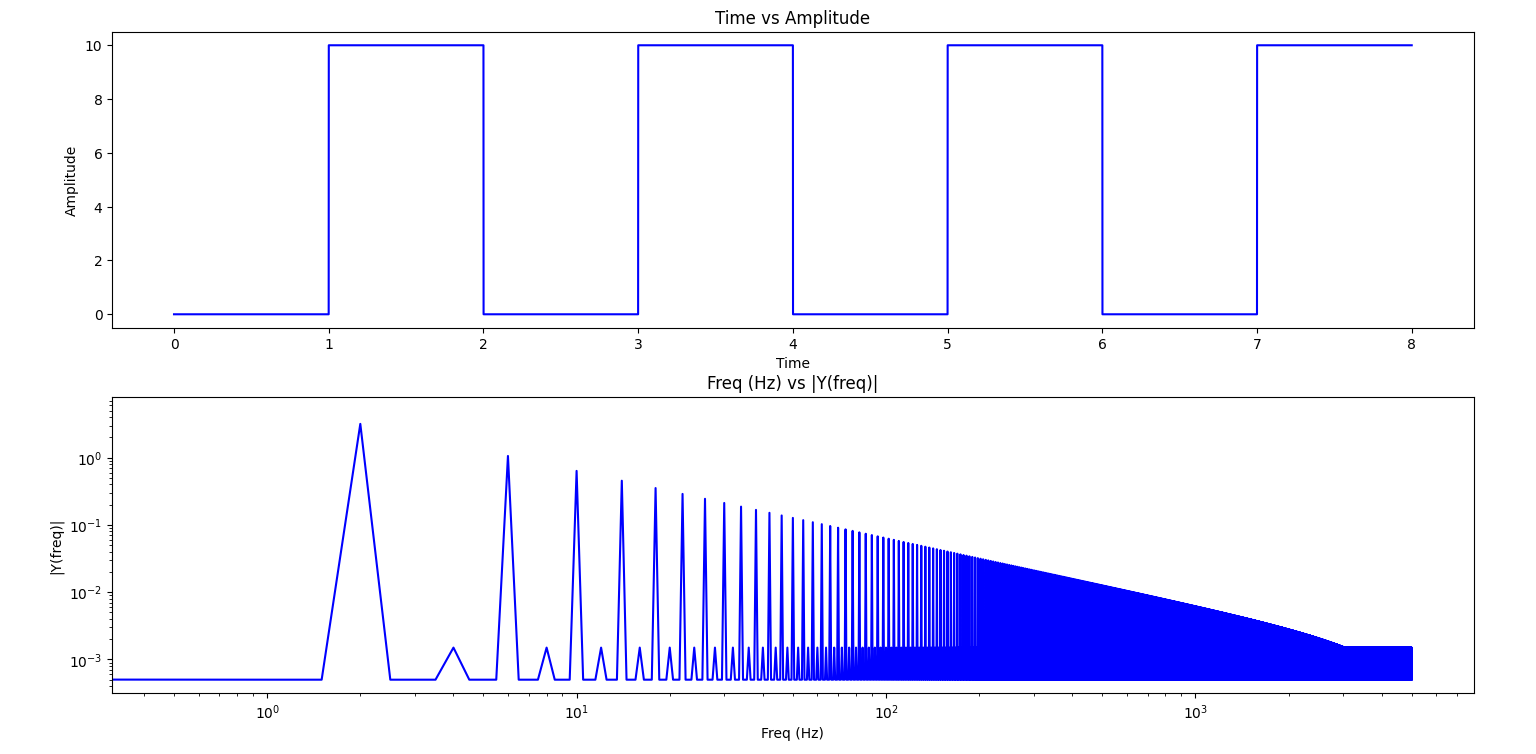 Time vs Amplitude
10
8
6
4
2
0
Amplitude
0 1 2 3 4 5 6 7 8
Time
Freq (Hz) vs |Y(freq)|
10⁰
10⁻¹
10⁻²
10⁻³
|Y(freq)|
10⁰ 10¹ 10² 10³
Freq (Hz)